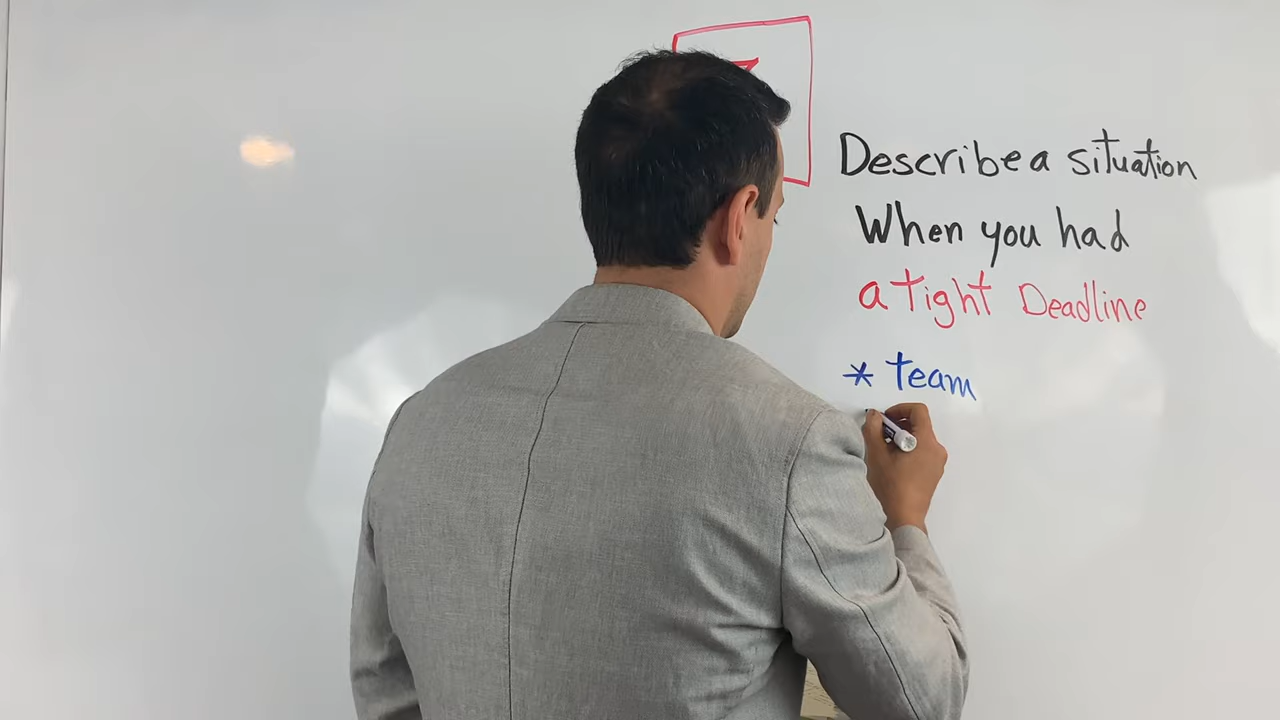 Describe a situation
When you had
a tight Deadline
* team